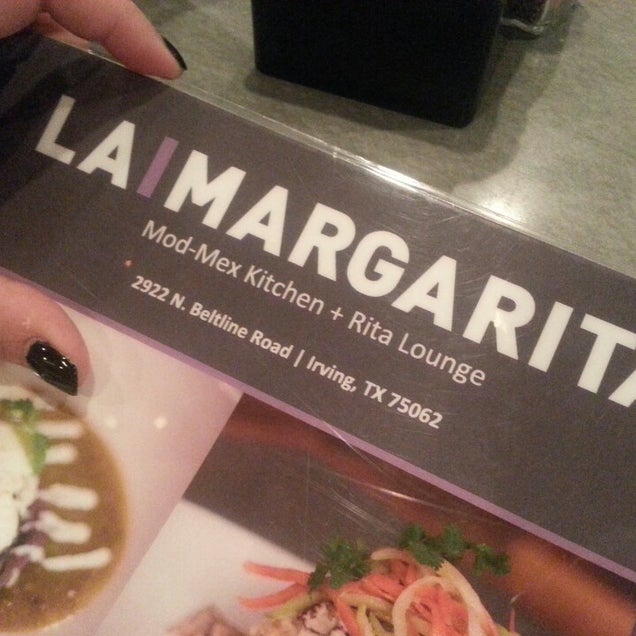 LA|MARGARITA
Mod-Mex Kitchen + Rita Lounge
2922 N. Beltline Road | Irving, TX 75062